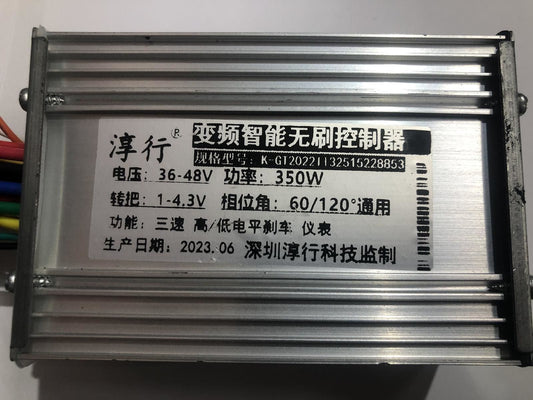 淳行® 变频智能无刷控制器
规格型号: K-GT20221132515228853
电压: 36-48V 功率: 350W
转把: 1-4.3V 相位角: 60/120°通用
功能: 三速 高/低电平刹车 仪表
生产日期: 2023.06 深圳淳行科技监制